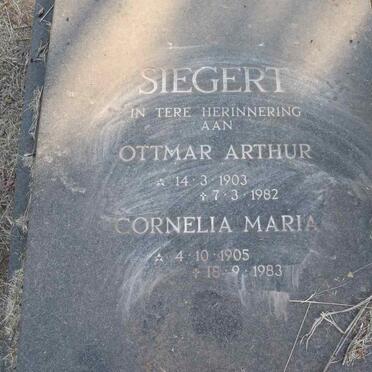 SIEGERT
IN TERE HERINNERING
AAN
OTTMAR ARTHUR
14·3·1903
7·3·1982
CORNELIA MARIA
4·10·1905
18·9·1983